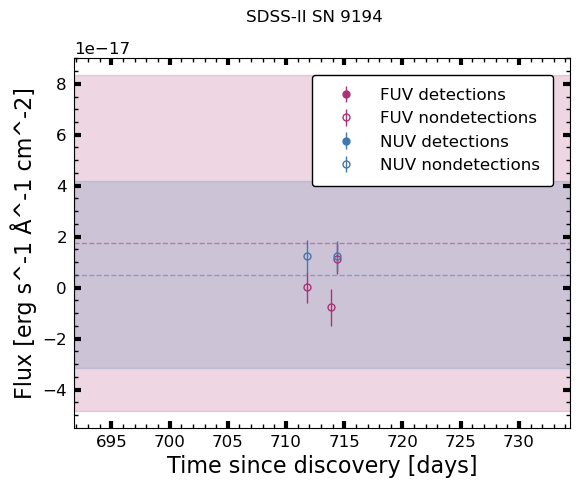 SDSS-II SN 9194
1e−17
FUV detections
FUV nondetections
NUV detections
NUV nondetections
8
6
4
2
0
−2
−4
Flux [erg s^-1 Å^-1 cm^-2]
695 700 705 710 715 720 725 730
Time since discovery [days]